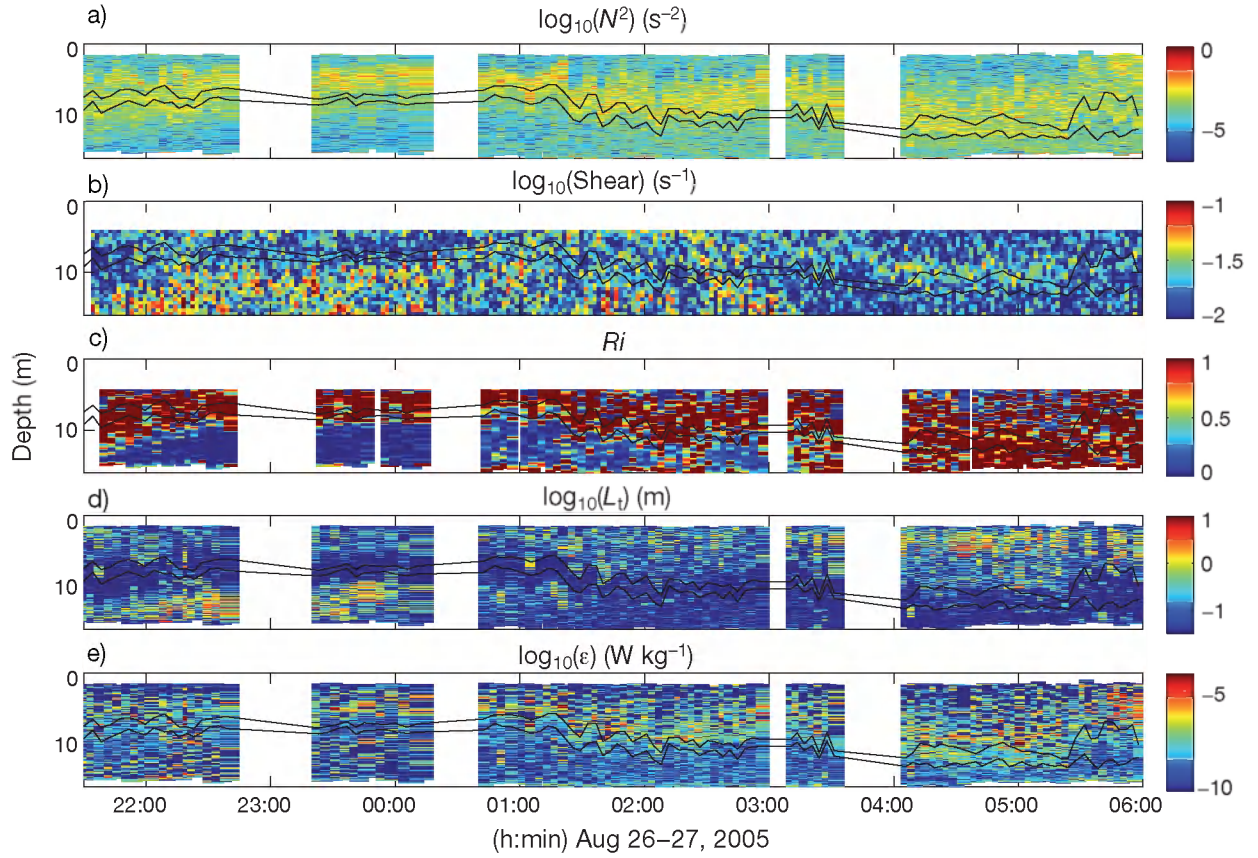 a)
log₁₀(N²) (s⁻²)
0
10
0
−5
b)
log₁₀(Shear) (s⁻¹)
0
10
−1
−1.5
−2
c)
Ri
0
10
1
0.5
0
Depth (m)
d)
log₁₀(Lₜ) (m)
0
10
1
0
−1
e)
log₁₀(ε) (W kg⁻¹)
0
10
−5
−10
22:00 23:00 00:00 01:00 02:00 03:00 04:00 05:00 06:00
(h:min) Aug 26–27, 2005